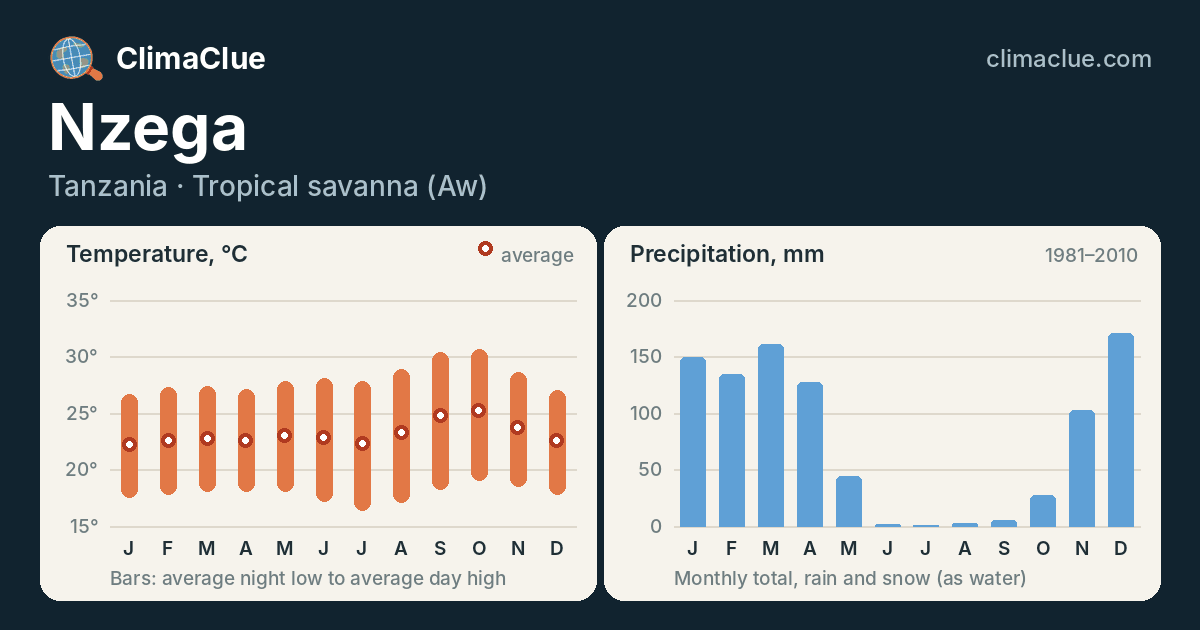 ClimaClue
climaclue.com
Nzega
Tanzania · Tropical savanna (Aw)
Temperature, °C
average
35°
30°
25°
20°
15°
J F M A M J J A S O N D
Bars: average night low to average day high
Precipitation, mm
1981–2010
200
150
100
50
0
J F M A M J J A S O N D
Monthly total, rain and snow (as water)